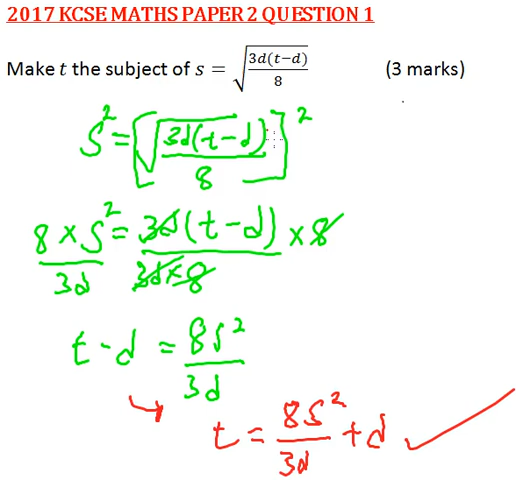 2017 KCSE MATHS PAPER 2 QUESTION 1
Make t the subject of s = √(3d(t−d)/8) (3 marks)
S² = [√(3d(t-d)/8)]²
8 × S²/3d = 3d(t-d)/3d×8 × 8
t - d = 8S²/3d
→ t = 8S²/3d + d ✓